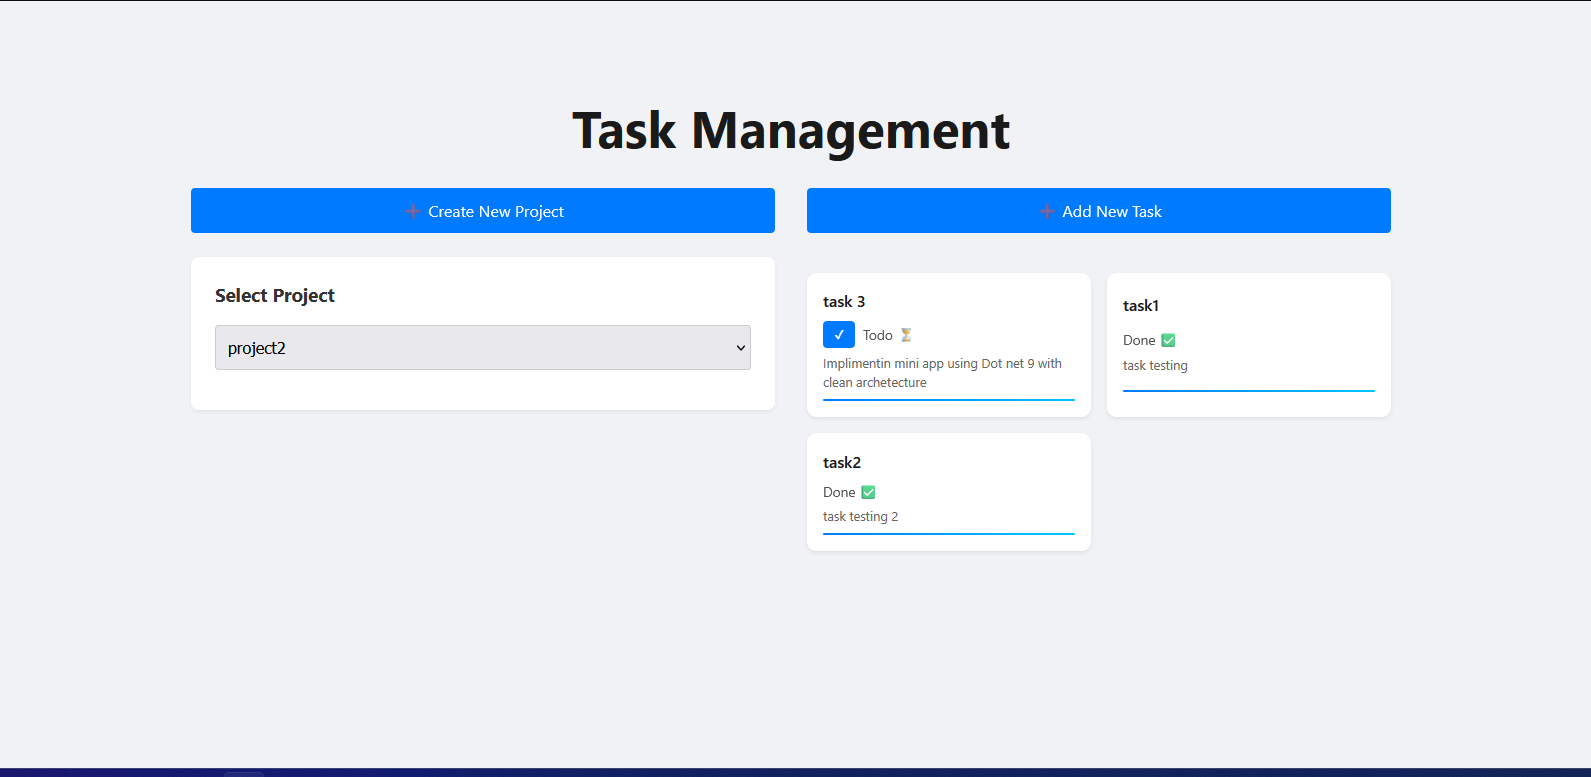 Task Management
➕ Create New Project
➕ Add New Task
Select Project
project2
task 3
✓ Todo ⏳
Implimentin mini app using Dot net 9 with
clean archetecture
task1
Done ✅
task testing
task2
Done ✅
task testing 2